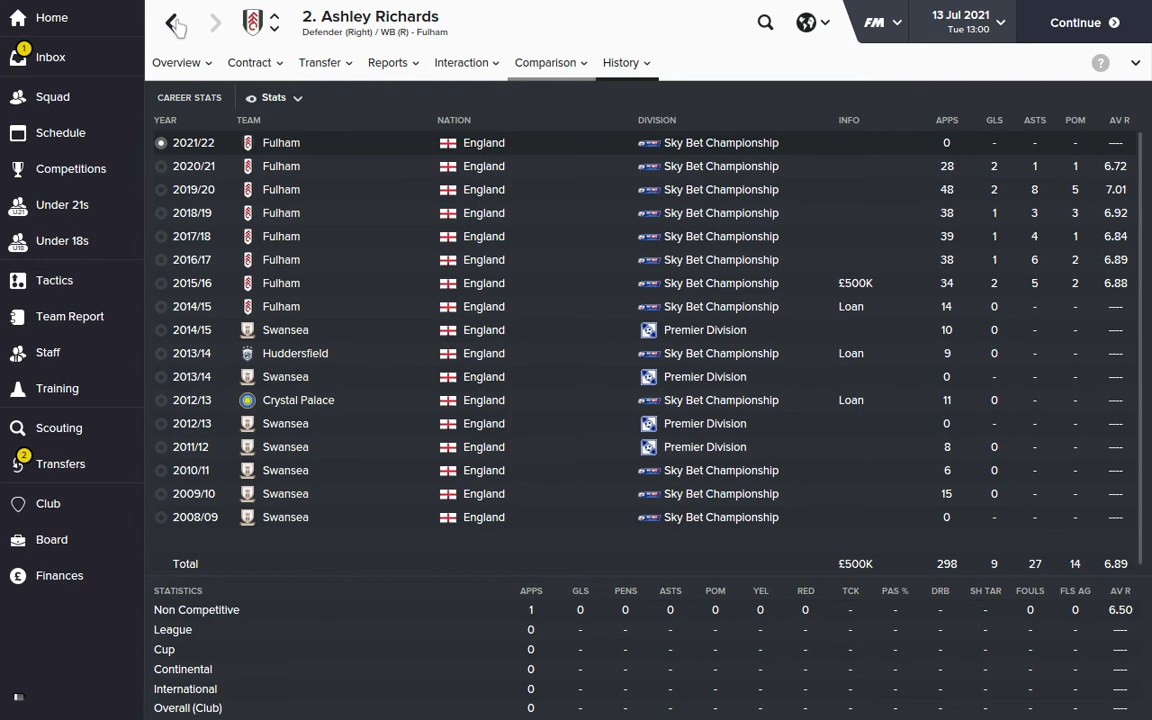 Home
Inbox
1
Squad
Schedule
Competitions
Under 21s
U21
Under 18s
U18
Tactics
Team Report
Staff
Training
Scouting
Transfers
2
Club
Board
Finances
2. Ashley Richards
Defender (Right) / WB (R) - Fulham
FM
13 Jul 2021
Tue 13:00
Continue
Overview Contract Transfer Reports Interaction Comparison History ?
CAREER STATS Stats
YEAR TEAM NATION DIVISION INFO APPS GLS ASTS POM AV R
2021/22 Fulham England Sky Bet Championship 0 - - - ----
2020/21 Fulham England Sky Bet Championship 28 2 1 1 6.72
2019/20 Fulham England Sky Bet Championship 48 2 8 5 7.01
2018/19 Fulham England Sky Bet Championship 38 1 3 3 6.92
2017/18 Fulham England Sky Bet Championship 39 1 4 1 6.84
2016/17 Fulham England Sky Bet Championship 38 1 6 2 6.89
2015/16 Fulham England Sky Bet Championship £500K 34 2 5 2 6.88
2014/15 Fulham England Sky Bet Championship Loan 14 0 - - ----
2014/15 Swansea England Premier Division 10 0 - - ----
2013/14 Huddersfield England Sky Bet Championship Loan 9 0 - - ----
2013/14 Swansea England Premier Division 0 - - - ----
2012/13 Crystal Palace England Sky Bet Championship Loan 11 0 - - ----
2012/13 Swansea England Premier Division 0 - - - ----
2011/12 Swansea England Premier Division 8 0 - - ----
2010/11 Swansea England Sky Bet Championship 6 0 - - ----
2009/10 Swansea England Sky Bet Championship 15 0 - - ----
2008/09 Swansea England Sky Bet Championship 0 - - - ----
Total £500K 298 9 27 14 6.89
STATISTICS APPS GLS PENS ASTS POM YEL RED TCK PAS % DRB SH TAR FOULS FLS AG AV R
Non Competitive 1 0 0 0 0 0 0 - - - - 0 0 6.50
League 0 - - - - - - - - - - - - ----
Cup 0 - - - - - - - - - - - - ----
Continental 0 - - - - - - - - - - - - ----
International 0 - - - - - - - - - - - - ----
Overall (Club) 0 - - - - - - - - - - - - ----